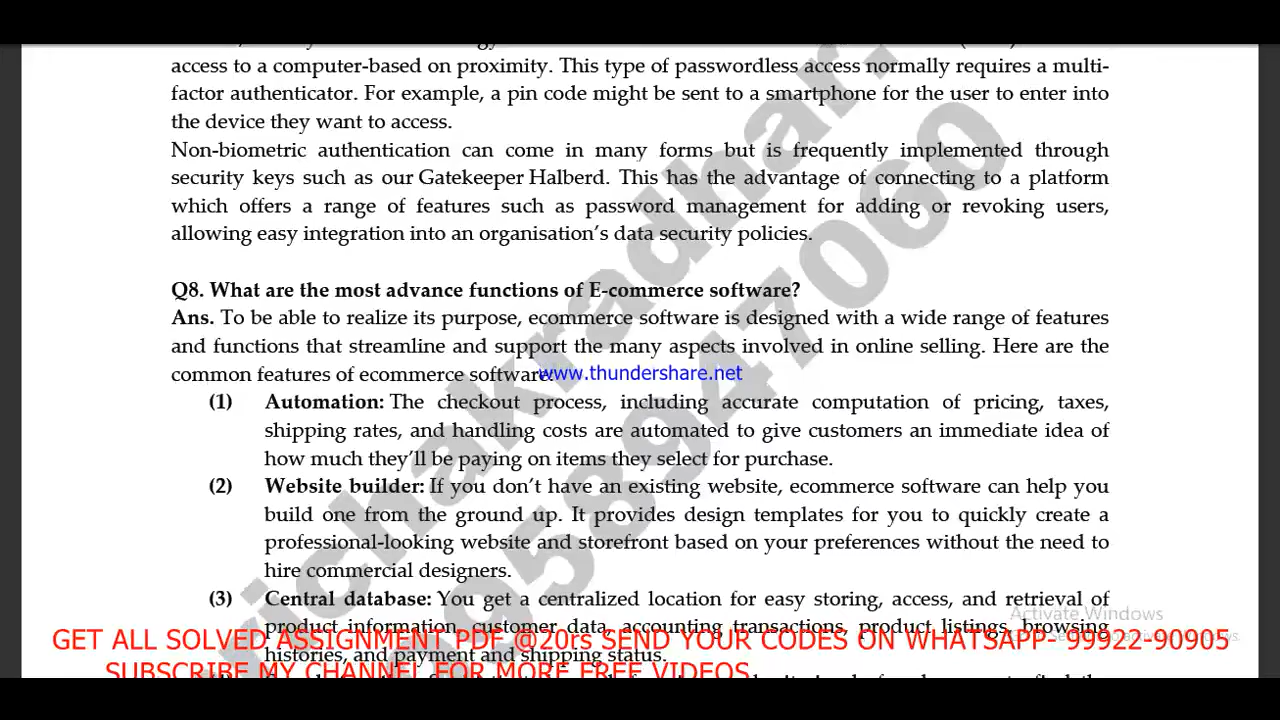 access to a computer-based on proximity. This type of passwordless access normally requires a multi-
factor authenticator. For example, a pin code might be sent to a smartphone for the user to enter into
the device they want to access.
Non-biometric authentication can come in many forms but is frequently implemented through
security keys such as our Gatekeeper Halberd. This has the advantage of connecting to a platform
which offers a range of features such as password management for adding or revoking users,
allowing easy integration into an organisation's data security policies.
Q8. What are the most advance functions of E-commerce software?
Ans. To be able to realize its purpose, ecommerce software is designed with a wide range of features
and functions that streamline and support the many aspects involved in online selling. Here are the
common features of ecommerce software:
www.thundershare.net
(1) Automation: The checkout process, including accurate computation of pricing, taxes,
shipping rates, and handling costs are automated to give customers an immediate idea of
how much they'll be paying on items they select for purchase.
(2) Website builder: If you don't have an existing website, ecommerce software can help you
build one from the ground up. It provides design templates for you to quickly create a
professional-looking website and storefront based on your preferences without the need to
hire commercial designers.
(3) Central database: You get a centralized location for easy storing, access, and retrieval of
Activate Windows
product information, customer data, accounting transactions, product listings, browsing
GET ALL SOLVED ASSIGNMENT PDF @20rs SEND YOUR CODES ON WHATSAPP- 99922-90905
histories, and payment and shipping status.
SUBSCRIBE MY CHANNEL FOR MORE FREE VIDEOS
richakradhar.
9958947060